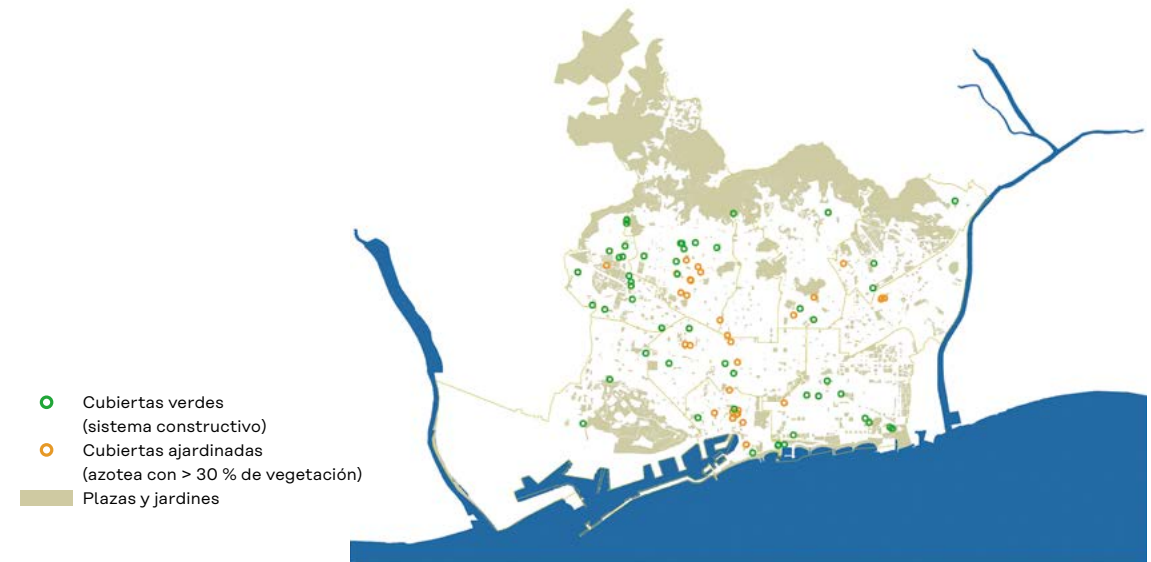 Cubiertas verdes
(sistema constructivo)
Cubiertas ajardinadas
(azotea con > 30 % de vegetación)
Plazas y jardines